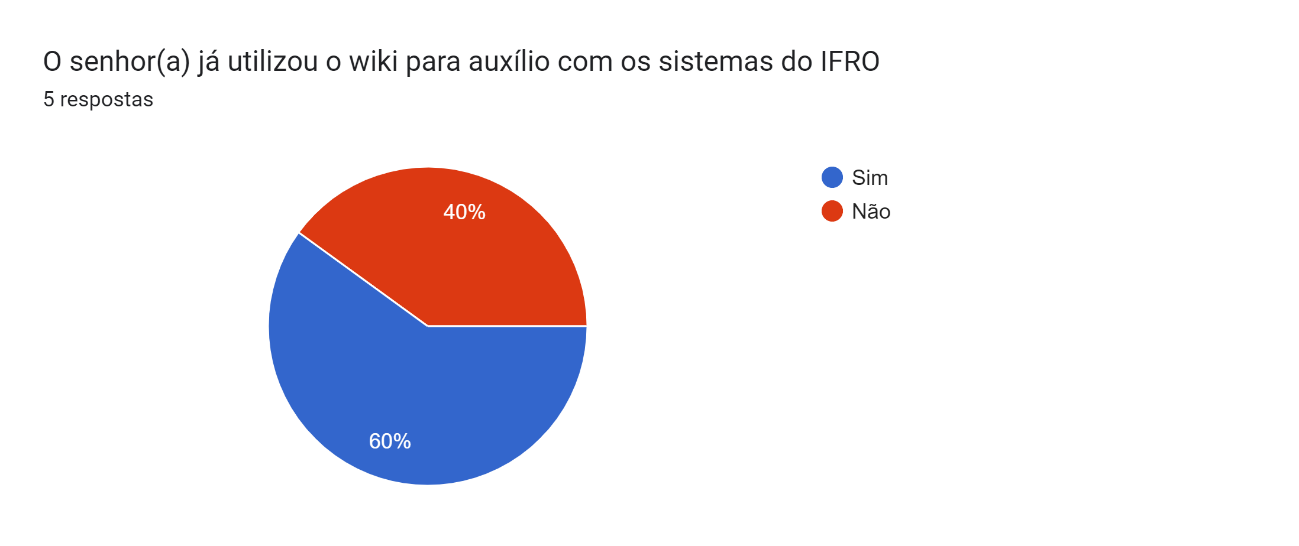 O senhor(a) já utilizou o wiki para auxílio com os sistemas do IFRO
5 respostas
Sim
Não
40%
60%